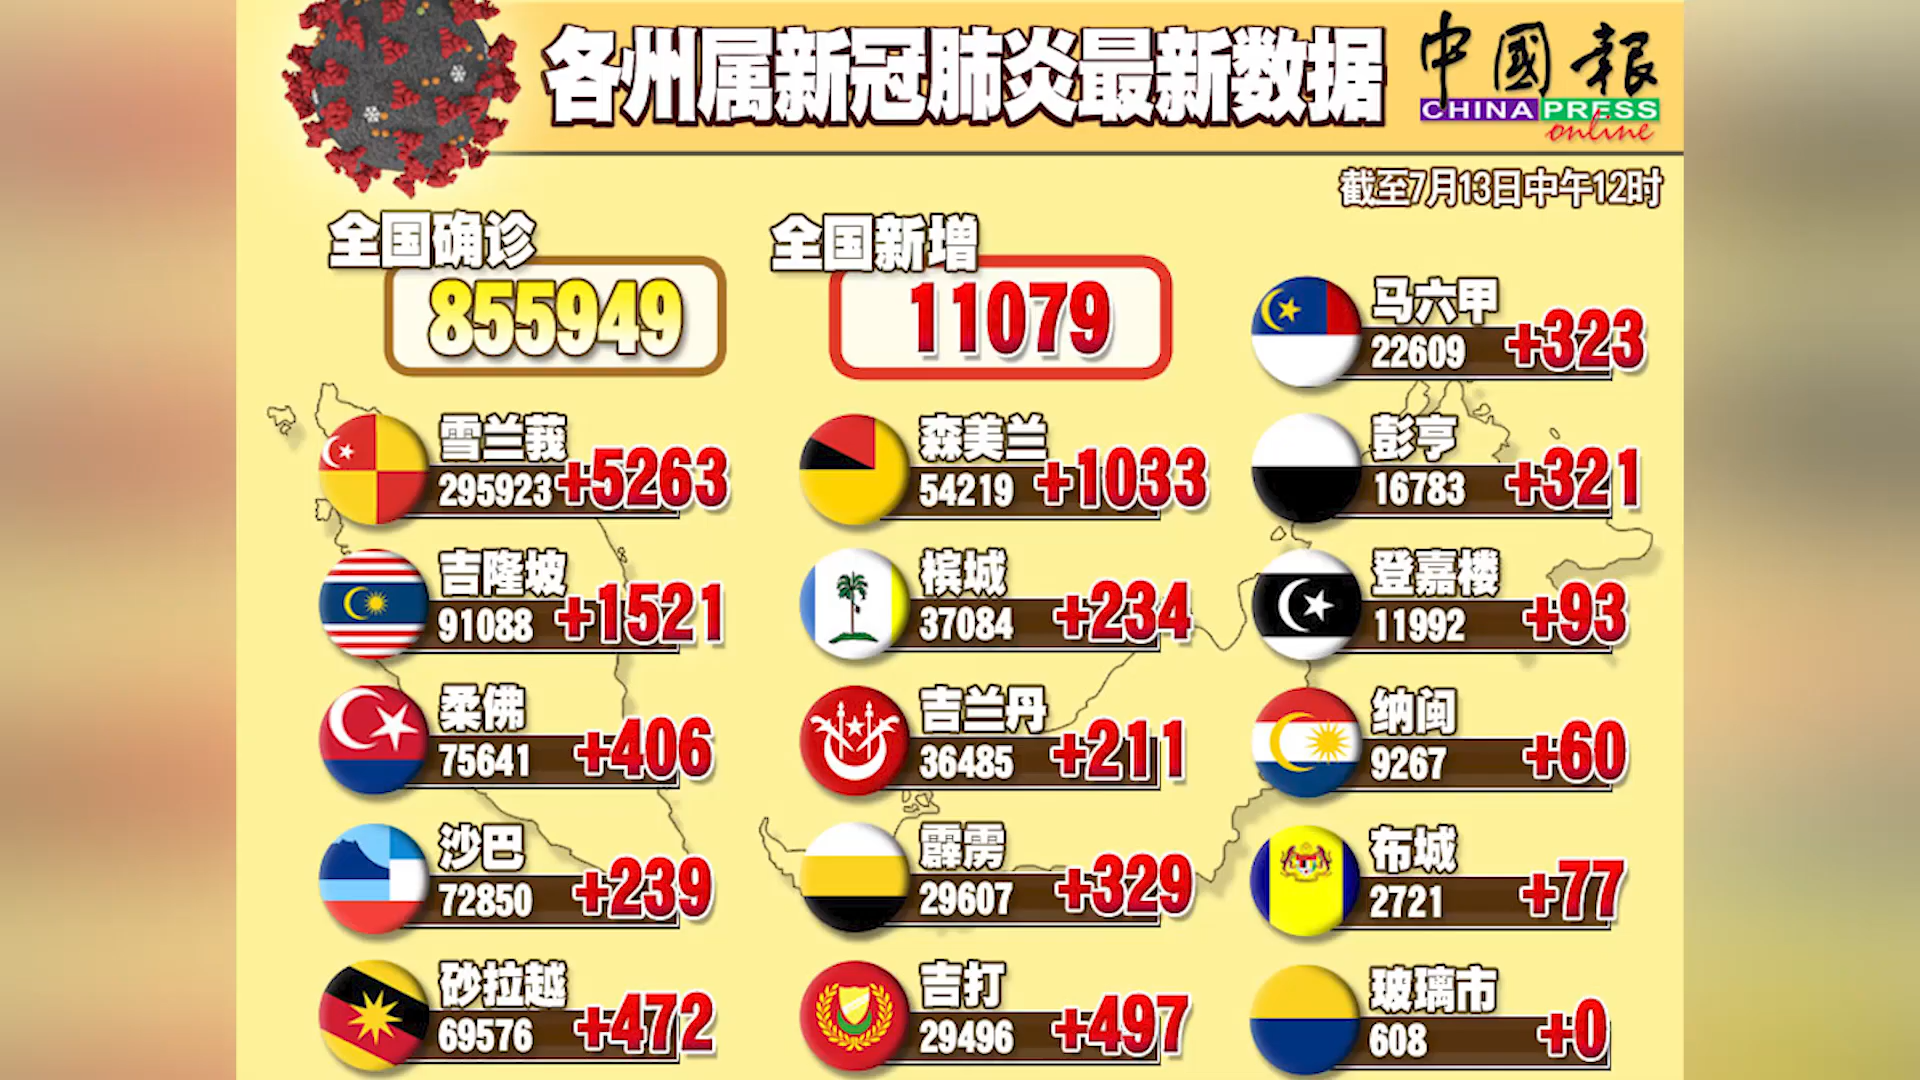 各州属新冠肺炎最新数据
中國報
CHINA PRESS
online
截至7月13日中午12时
全国确诊
855949
全国新增
11079
马六甲
22609 +323
雪兰莪
295923 +5263
森美兰
54219 +1033
彭亨
16783 +321
吉隆坡
91088 +1521
槟城
37084 +234
登嘉楼
11992 +93
柔佛
75641 +406
吉兰丹
36485 +211
纳闽
9267 +60
沙巴
72850 +239
霹雳
29607 +329
布城
2721 +77
砂拉越
69576 +472
吉打
29496 +497
玻璃市
608 +0